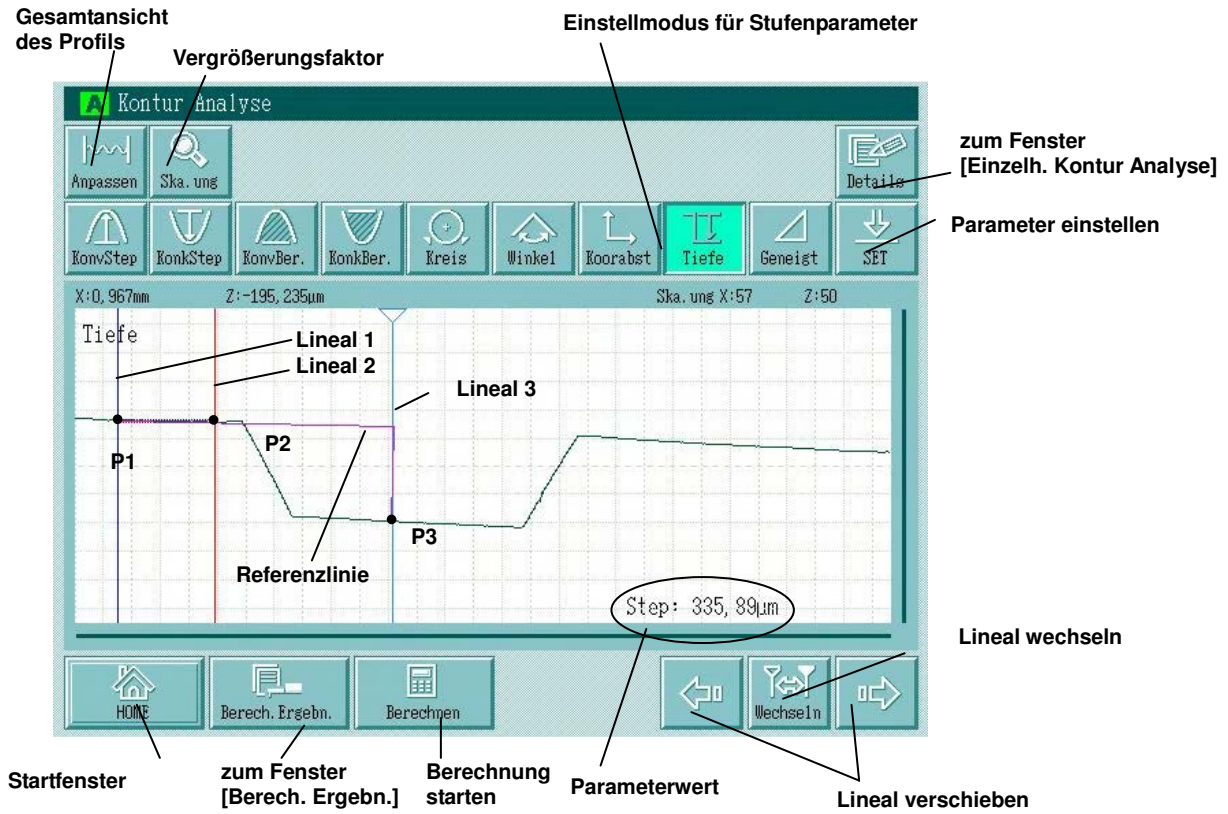 Gesamtansicht
des Profils
Vergrößerungsfaktor
Einstellmodus für Stufenparameter
A Kontur Analyse
Anpassen
Ska.ung
Details
zum Fenster
[Einzelh. Kontur Analyse]
KonvStep
KonkStep
KonvBer.
KonkBer.
Kreis
Winkel
Koorabst
Tiefe
Geneigt
SET
Parameter einstellen
X:0,967mm
Z:-195,235µm
Ska.ung X:57
Z:50
Tiefe
Lineal 1
Lineal 2
Lineal 3
P1
P2
P3
Referenzlinie
Step: 335,89µm
Lineal wechseln
HOME
Berech.Ergebn.
Berechnen
Wechseln
Startfenster
zum Fenster
[Berech. Ergebn.]
Berechnung
starten
Parameterwert
Lineal verschieben